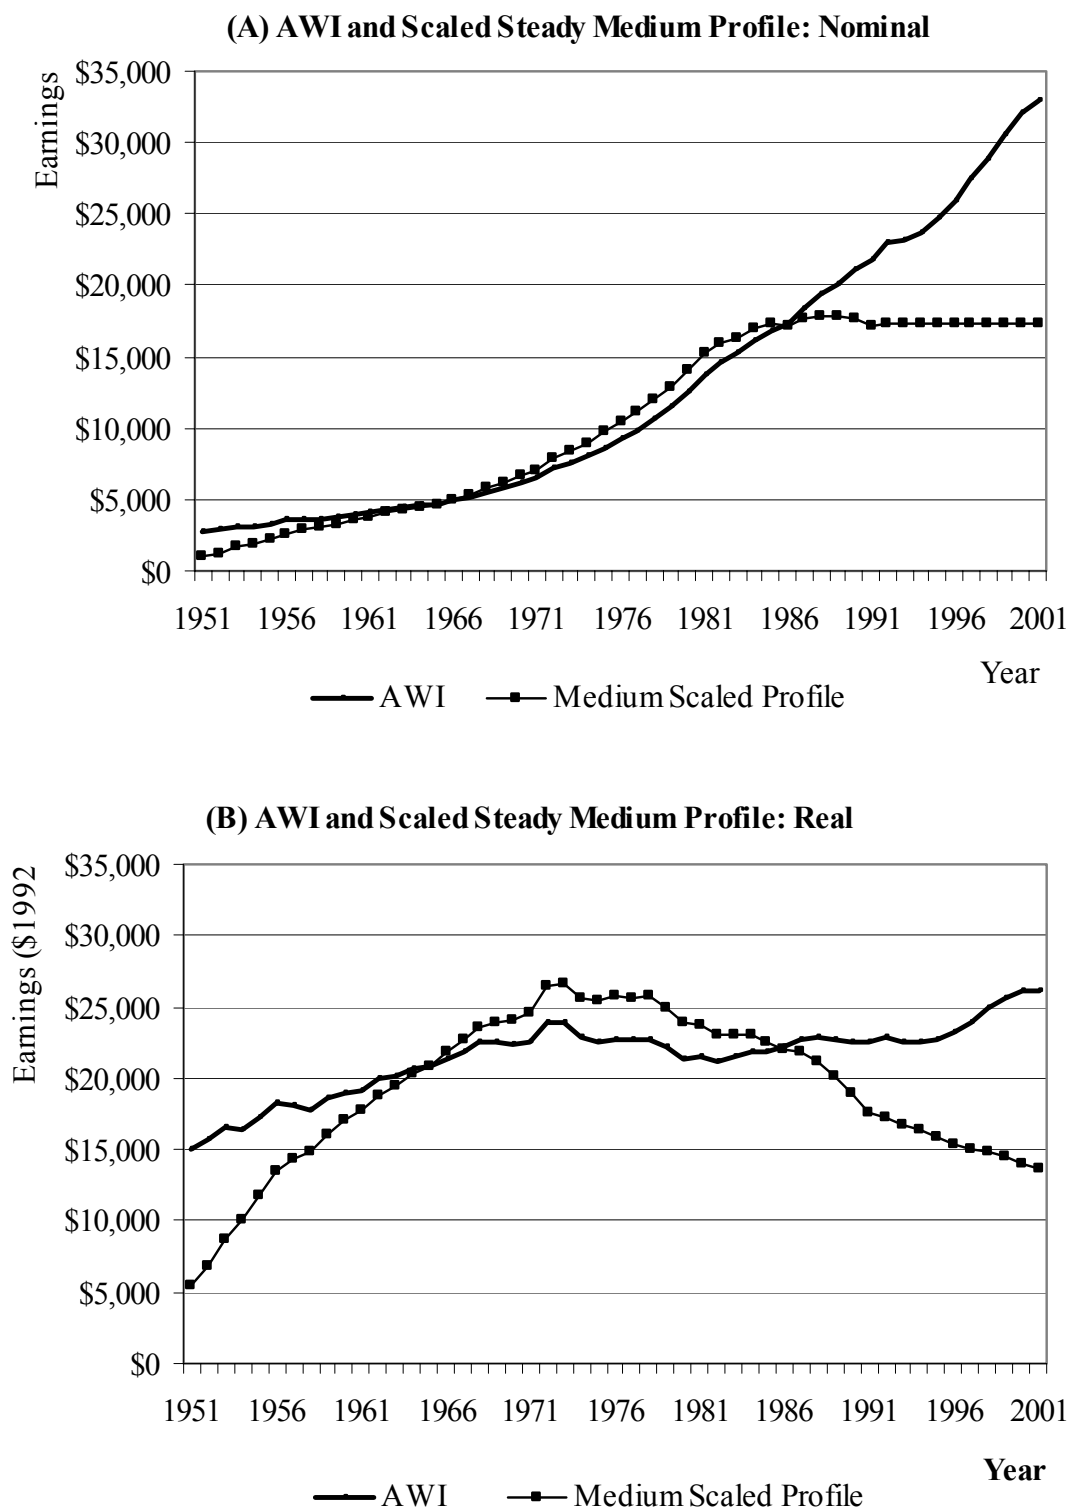 (A) AWI and Scaled Steady Medium Profile: Nominal
Earnings
$35,000
$30,000
$25,000
$20,000
$15,000
$10,000
$5,000
$0
1951 1956 1961 1966 1971 1976 1981 1986 1991 1996 2001
Year
AWI Medium Scaled Profile
(B) AWI and Scaled Steady Medium Profile: Real
Earnings ($1992
$35,000
$30,000
$25,000
$20,000
$15,000
$10,000
$5,000
$0
1951 1956 1961 1966 1971 1976 1981 1986 1991 1996 2001
Year
AWI Medium Scaled Profile